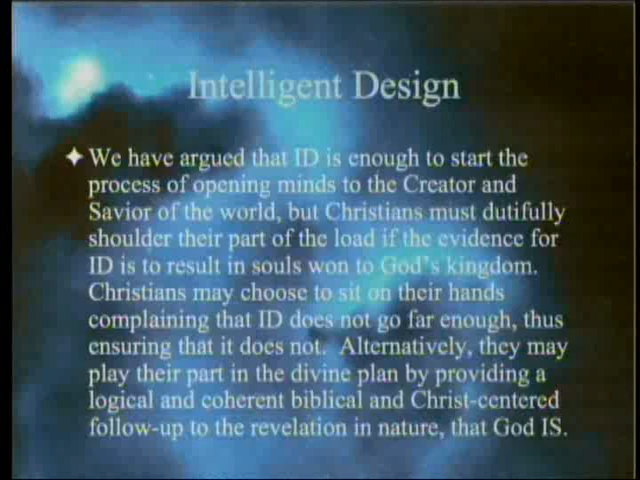 Intelligent Design
We have argued that ID is enough to start the
process of opening minds to the Creator and
Savior of the world, but Christians must dutifully
shoulder their part of the load if the evidence for
ID is to result in souls won to God's kingdom.
Christians may choose to sit on their hands
complaining that ID does not go far enough, thus
ensuring that it does not. Alternatively, they may
play their part in the divine plan by providing a
logical and coherent biblical and Christ-centered
follow-up to the revelation in nature, that God IS.